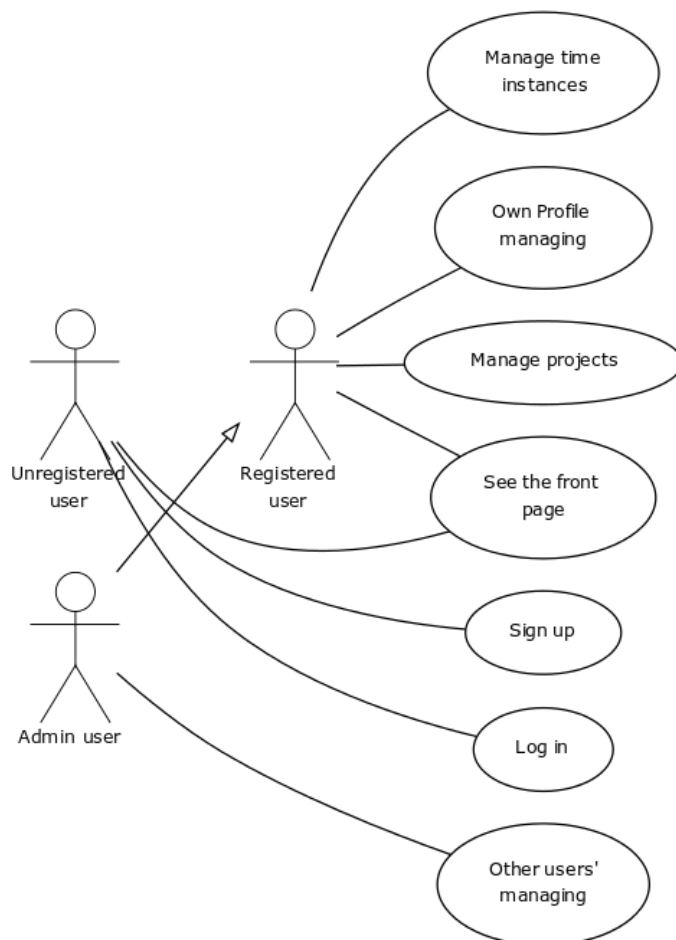 Manage time
instances
Own Profile
managing
Manage projects
Unregistered
user
Registered
user
See the front
page
Sign up
Admin user
Log in
Other users'
managing